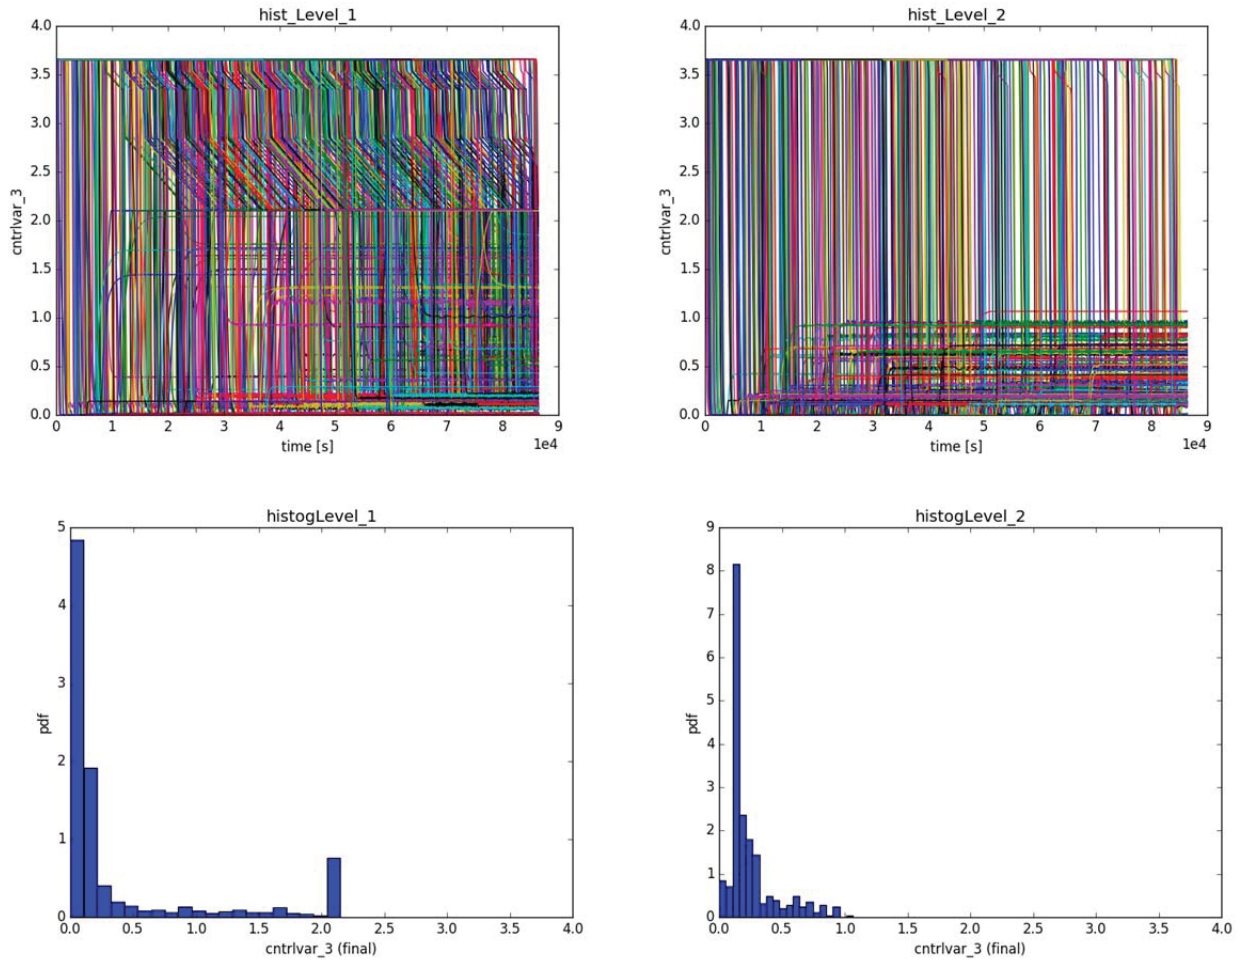 hist_Level_1
cntrlvar_3
4.0
3.5
3.0
2.5
2.0
1.5
1.0
0.5
0.0
0 1 2 3 4 5 6 7 8 9
1e4
time [s]
hist_Level_2
cntrlvar_3
4.0
3.5
3.0
2.5
2.0
1.5
1.0
0.5
0.0
0 1 2 3 4 5 6 7 8 9
1e4
time [s]
histogLevel_1
pdf
5
4
3
2
1
0
0.0 0.5 1.0 1.5 2.0 2.5 3.0 3.5 4.0
cntrlvar_3 (final)
histogLevel_2
pdf
9
8
7
6
5
4
3
2
1
0
0.0 0.5 1.0 1.5 2.0 2.5 3.0 3.5 4.0
cntrlvar_3 (final)